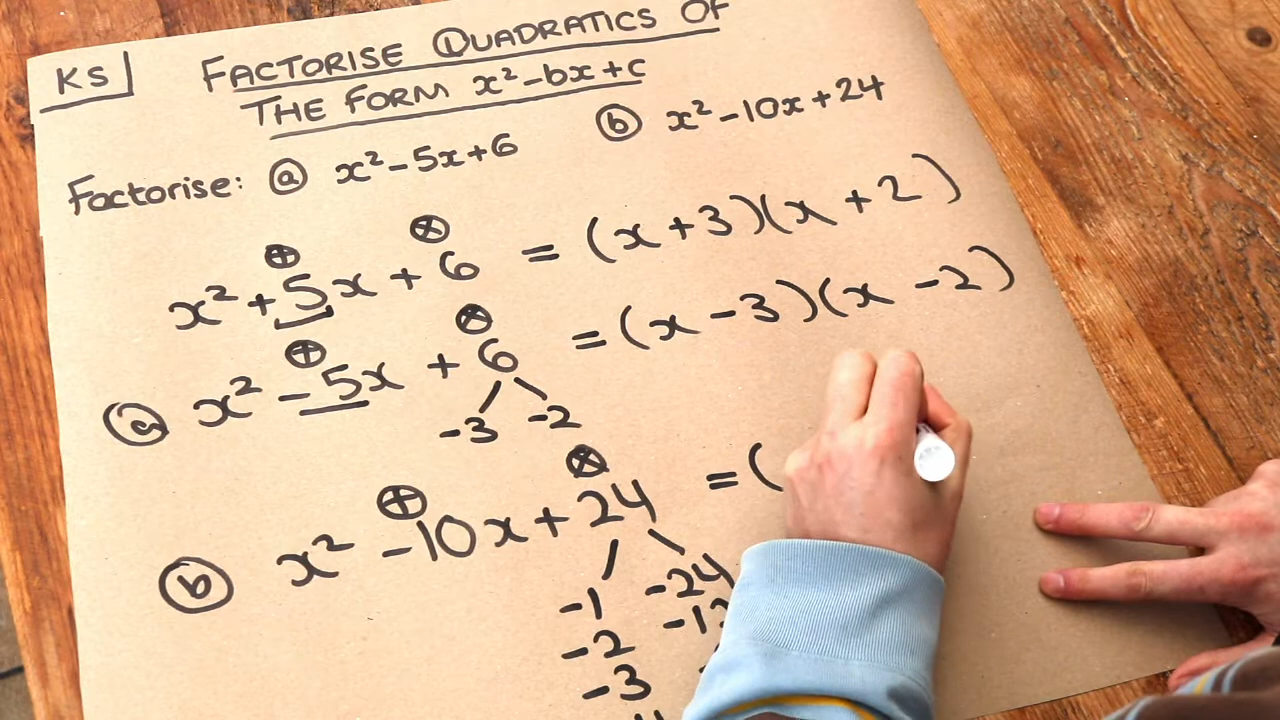 KS
FACTORISE QUADRATICS OF
THE FORM x² - bx + c
Factorise: ⓐ x² - 5x + 6 ⓑ x² - 10x + 24
⊕ ⊗
x² + 5x + 6 = (x + 3)(x + 2)
⊕ ⊗
ⓐ x² - 5x + 6 = (x - 3)(x - 2)
-3 -2
⊕ ⊗
ⓑ x² - 10x + 24 = (
-1 -24
-2
-3